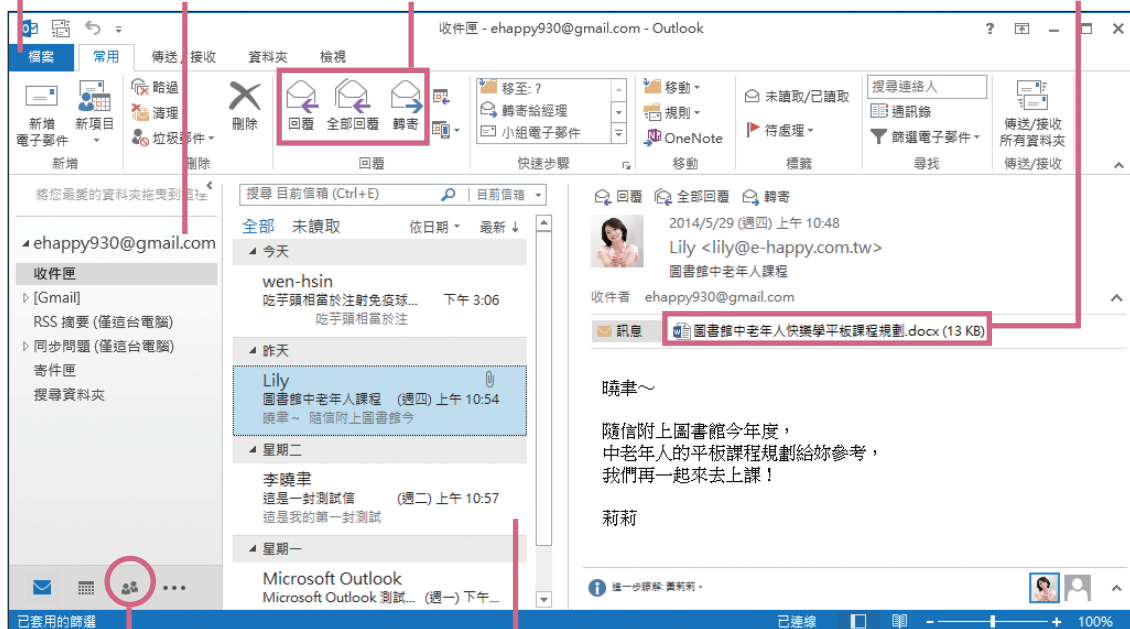 收件匣 - ehappy930@gmail.com - Outlook
檔案 常用 傳送 / 接收 資料夾 檢視
新增
電子郵件
新項目
新增
略過
清理
垃圾郵件
刪除
刪除
回覆 全部回覆 轉寄
回覆
移至: ?
轉寄給經理
小組電子郵件
快速步驟
移動
規則
OneNote
移動
未讀取/已讀取
待處理
標籤
搜尋連絡人
通訊錄
篩選電子郵件
尋找
傳送/接收
所有資料夾
傳送/接收
將您最愛的資料夾拖曳到這裡
ehappy930@gmail.com
收件匣
[Gmail]
RSS 摘要 (僅這台電腦)
同步問題 (僅這台電腦)
寄件匣
搜尋資料夾
搜尋 目前信箱 (Ctrl+E) 目前信箱
全部 未讀取 依日期 最新 ↓
今天
wen-hsin
吃芋頭相當於注射免疫球... 下午 3:06
吃芋頭相當於注
昨天
Lily
圖書館中老年人課程 (週四) 上午 10:54
曉聿~ 隨信附上圖書館今
星期二
李曉聿
這是一封測試信 (週二) 上午 10:57
這是我的第一封測試
星期一
Microsoft Outlook
Microsoft Outlook 測試... (週一) 下午...
回覆 全部回覆 轉寄
2014/5/29 (週四) 上午 10:48
Lily <lily@e-happy.com.tw>
圖書館中老年人課程
收件者 ehappy930@gmail.com
訊息 圖書館中老年人快樂學平板課程規劃.docx (13 KB)
曉聿~
隨信附上圖書館今年度，
中老年人的平板課程規劃給妳參考，
我們再一起來去上課！
莉莉
進一步瞭解: 黃莉莉。
已套用的篩選 已連線 100%